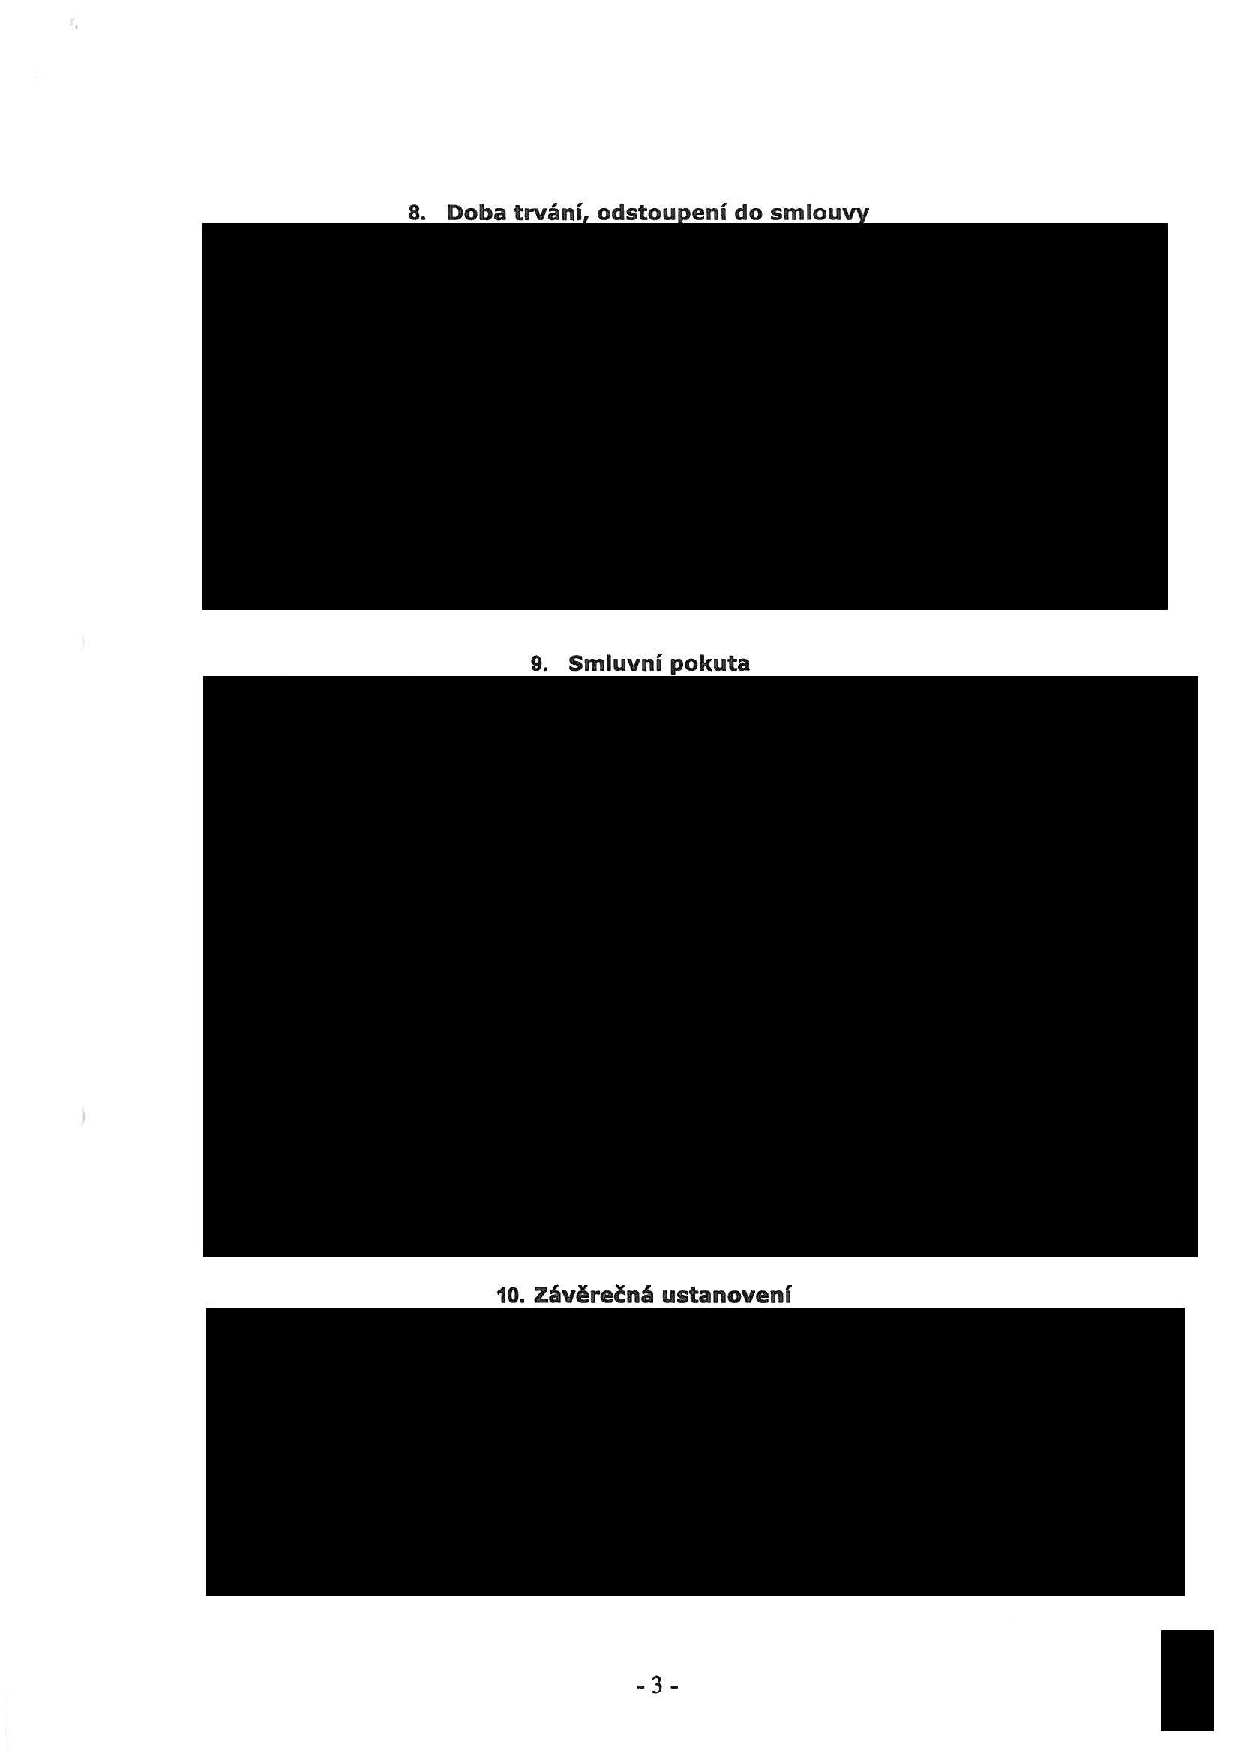 8. Doba trvání, odstoupení do smlouvy
9. Smluvní pokuta
10. Závěrečná ustanovení
- 3 -